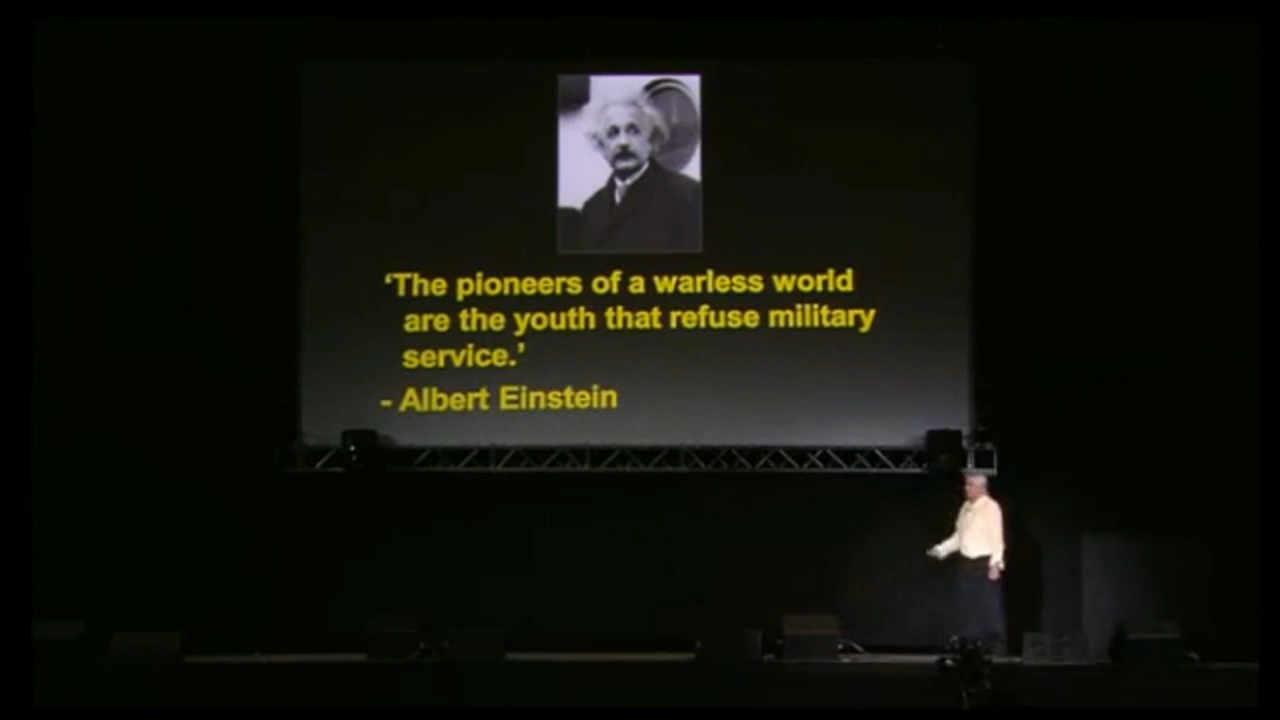 ‘The pioneers of a warless world
are the youth that refuse military
service.’
- Albert Einstein